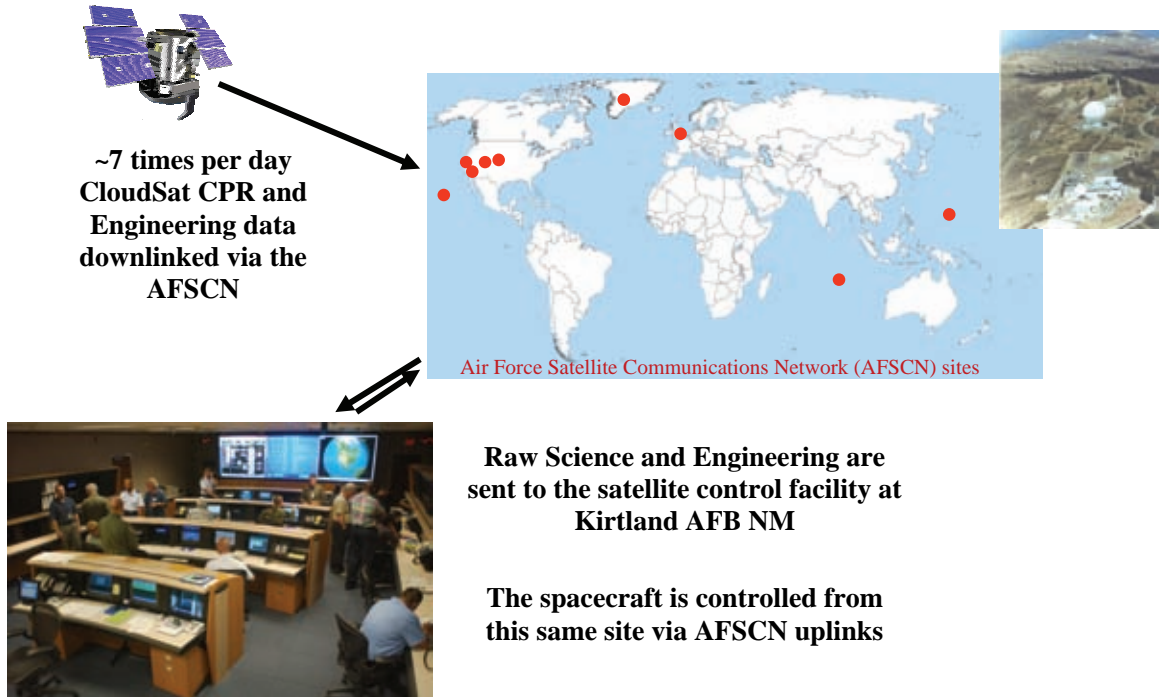 ~7 times per day
CloudSat CPR and
Engineering data
downlinked via the
AFSCN
Air Force Satellite Communications Network (AFSCN) sites
Raw Science and Engineering are
sent to the satellite control facility at
Kirtland AFB NM
The spacecraft is controlled from
this same site via AFSCN uplinks